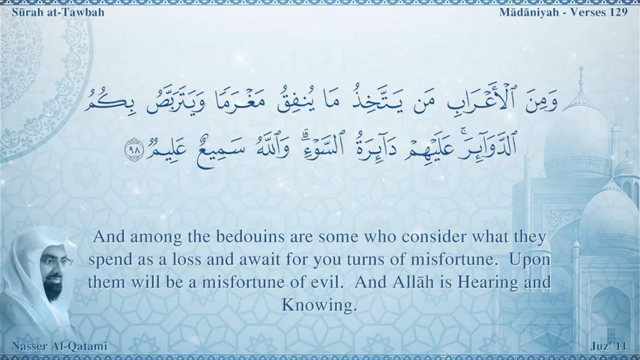 Sūrah at-Tawbah
Madāniyah - Verses 129
وَمِنَ ٱلْأَعْرَابِ مَن يَتَّخِذُ مَا يُنفِقُ مَغْرَمًا وَيَتَرَبَّصُ بِكُمُ
ٱلدَّوَآئِرَ ۚ عَلَيْهِمْ دَآئِرَةُ ٱلسَّوْءِ ۗ وَٱللَّهُ سَمِيعٌ عَلِيمٌ ٩٨
And among the bedouins are some who consider what they
spend as a loss and await for you turns of misfortune. Upon
them will be a misfortune of evil. And Allāh is Hearing and
Knowing.
Nasser Al-Qatami
Juz' 11